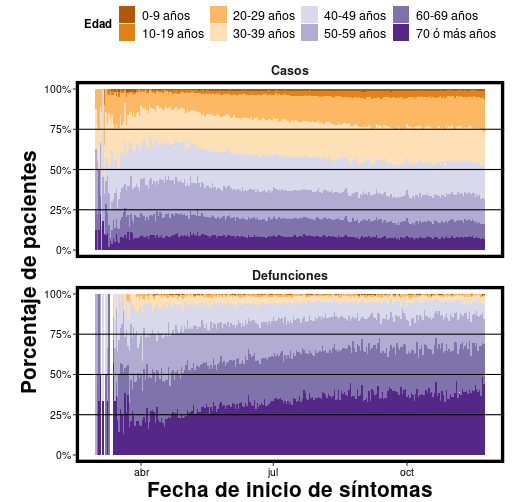 Edad
0-9 años 20-29 años 40-49 años 60-69 años
10-19 años 30-39 años 50-59 años 70 ó más años
Casos
100%
75%
50%
25%
0%
Defunciones
100%
75%
50%
25%
0%
abr jul oct
Porcentaje de pacientes
Fecha de inicio de síntomas